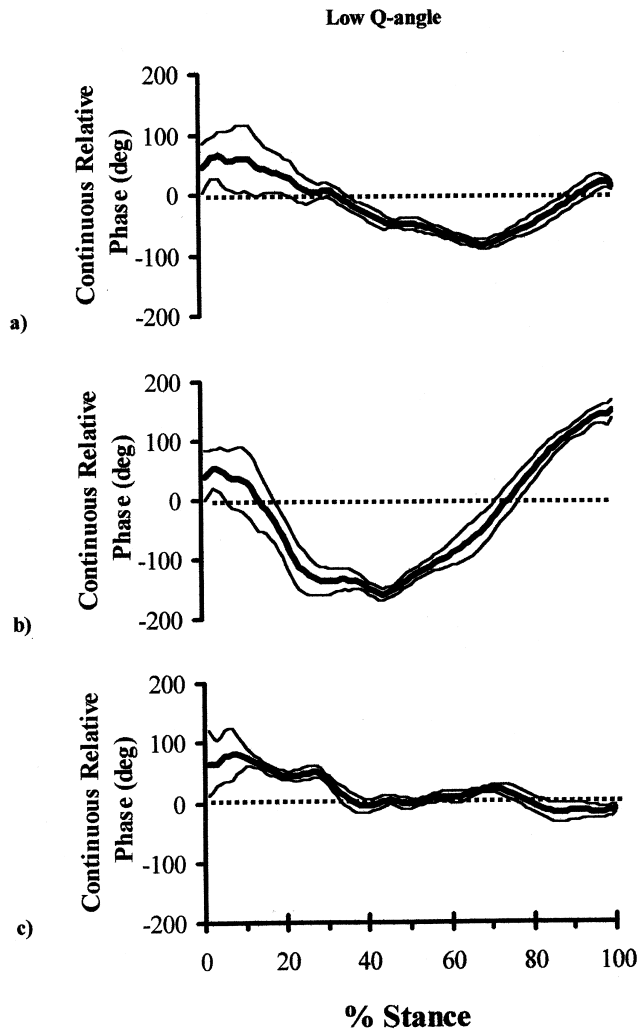 Low Q-angle
Continuous Relative
Phase (deg)
200
100
0
-100
-200
a)
Continuous Relative
Phase (deg)
200
100
0
-100
-200
b)
Continuous Relative
Phase (deg)
200
100
0
-100
-200
c)
0 20 40 60 80 100
% Stance